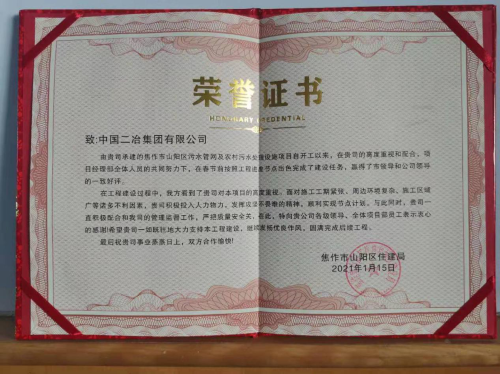 荣誉证书
HONORARY CREDENTIAL
致:中国二冶集团有限公司
由贵司承建的焦作市山阳区污水管网及农村污水处理设施项目自开工以来,在贵司的高度重视和配合,项
目经理部全体人员的共同努力下,在春节前按照工程进度节点出色完成了建设任务,赢得了市领导和公司领导
的一致好评。
在工程建设过程中,我方看到了贵司对本项目的高度重视。面对施工工期紧张、周边环境复杂、施工区域
广等诸多不利因素,贵司积极投入人力物力,发挥攻坚不畏难的精神,顺利实现节点计划。与此同时,贵司一
直积极配合和我司的管理监督工作,严把质量安全关。在此,特向贵公司各级领导、全体项目部员工表示衷心
的感谢!希望贵司一如既往地大力支持本工程建设,继续发扬优良作风,圆满完成后续工程。
最后祝贵司事业蒸蒸日上,双方合作愉快!
焦作市山阳区住建局
2021年1月15日